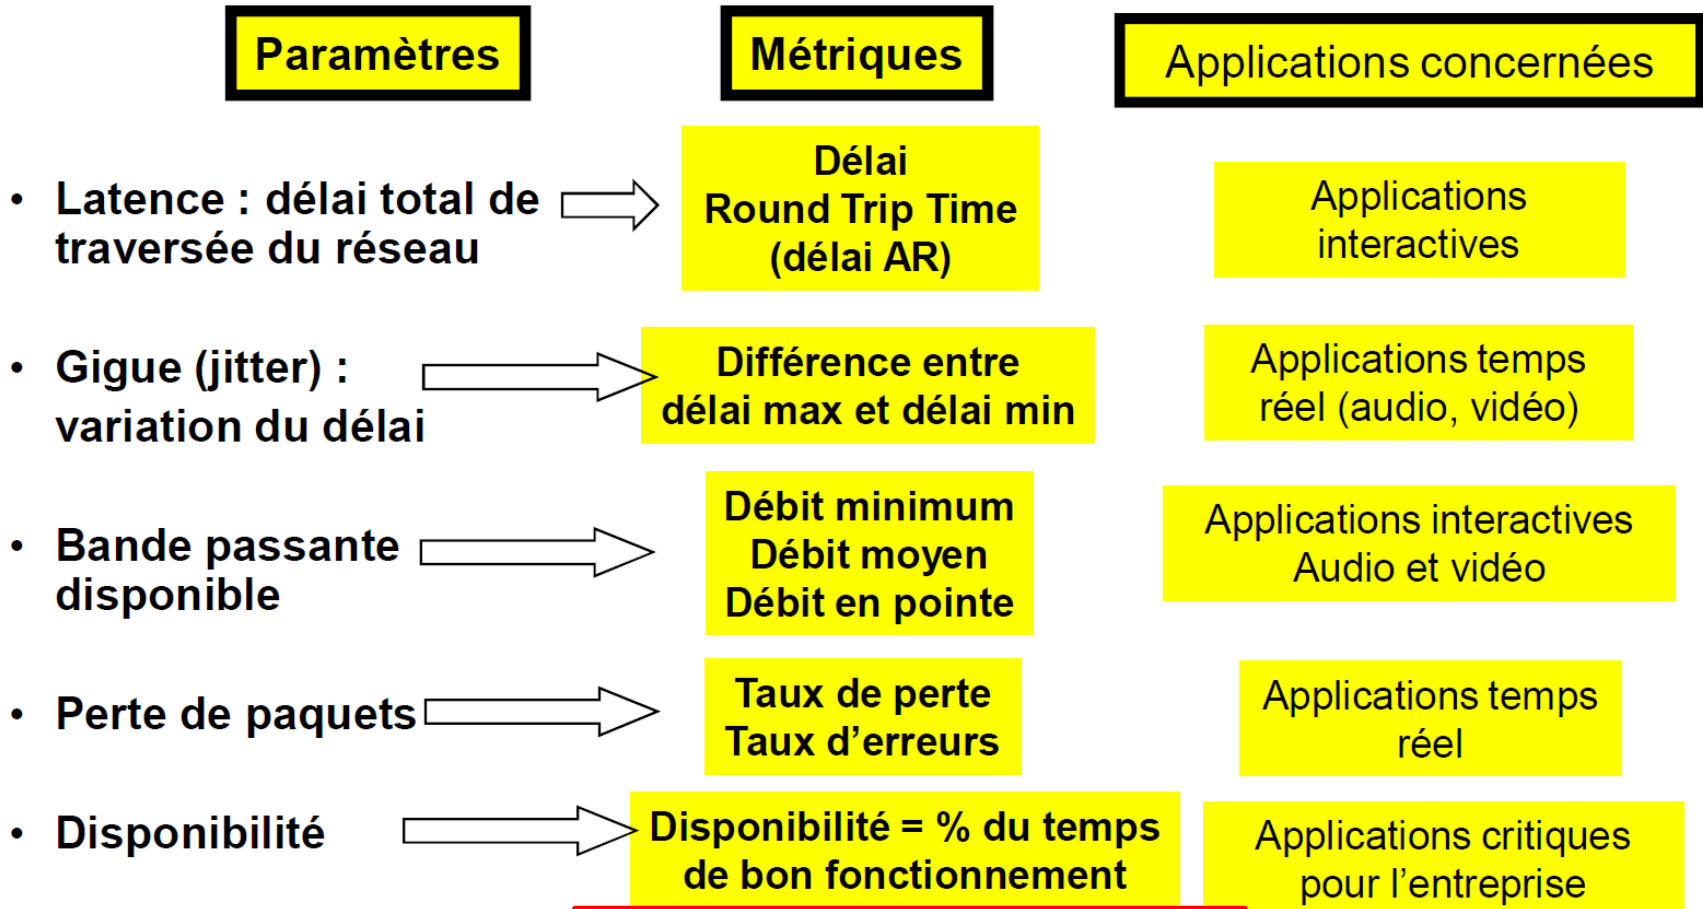 Paramètres
Métriques
Applications concernées
• Latence : délai total de
traversée du réseau
Délai
Round Trip Time
(délai AR)
Applications
interactives
• Gigue (jitter) :
variation du délai
Différence entre
délai max et délai min
Applications temps
réel (audio, vidéo)
• Bande passante
disponible
Débit minimum
Débit moyen
Débit en pointe
Applications interactives
Audio et vidéo
• Perte de paquets
Taux de perte
Taux d’erreurs
Applications temps
réel
• Disponibilité
Disponibilité = % du temps
de bon fonctionnement
Applications critiques
pour l’entreprise